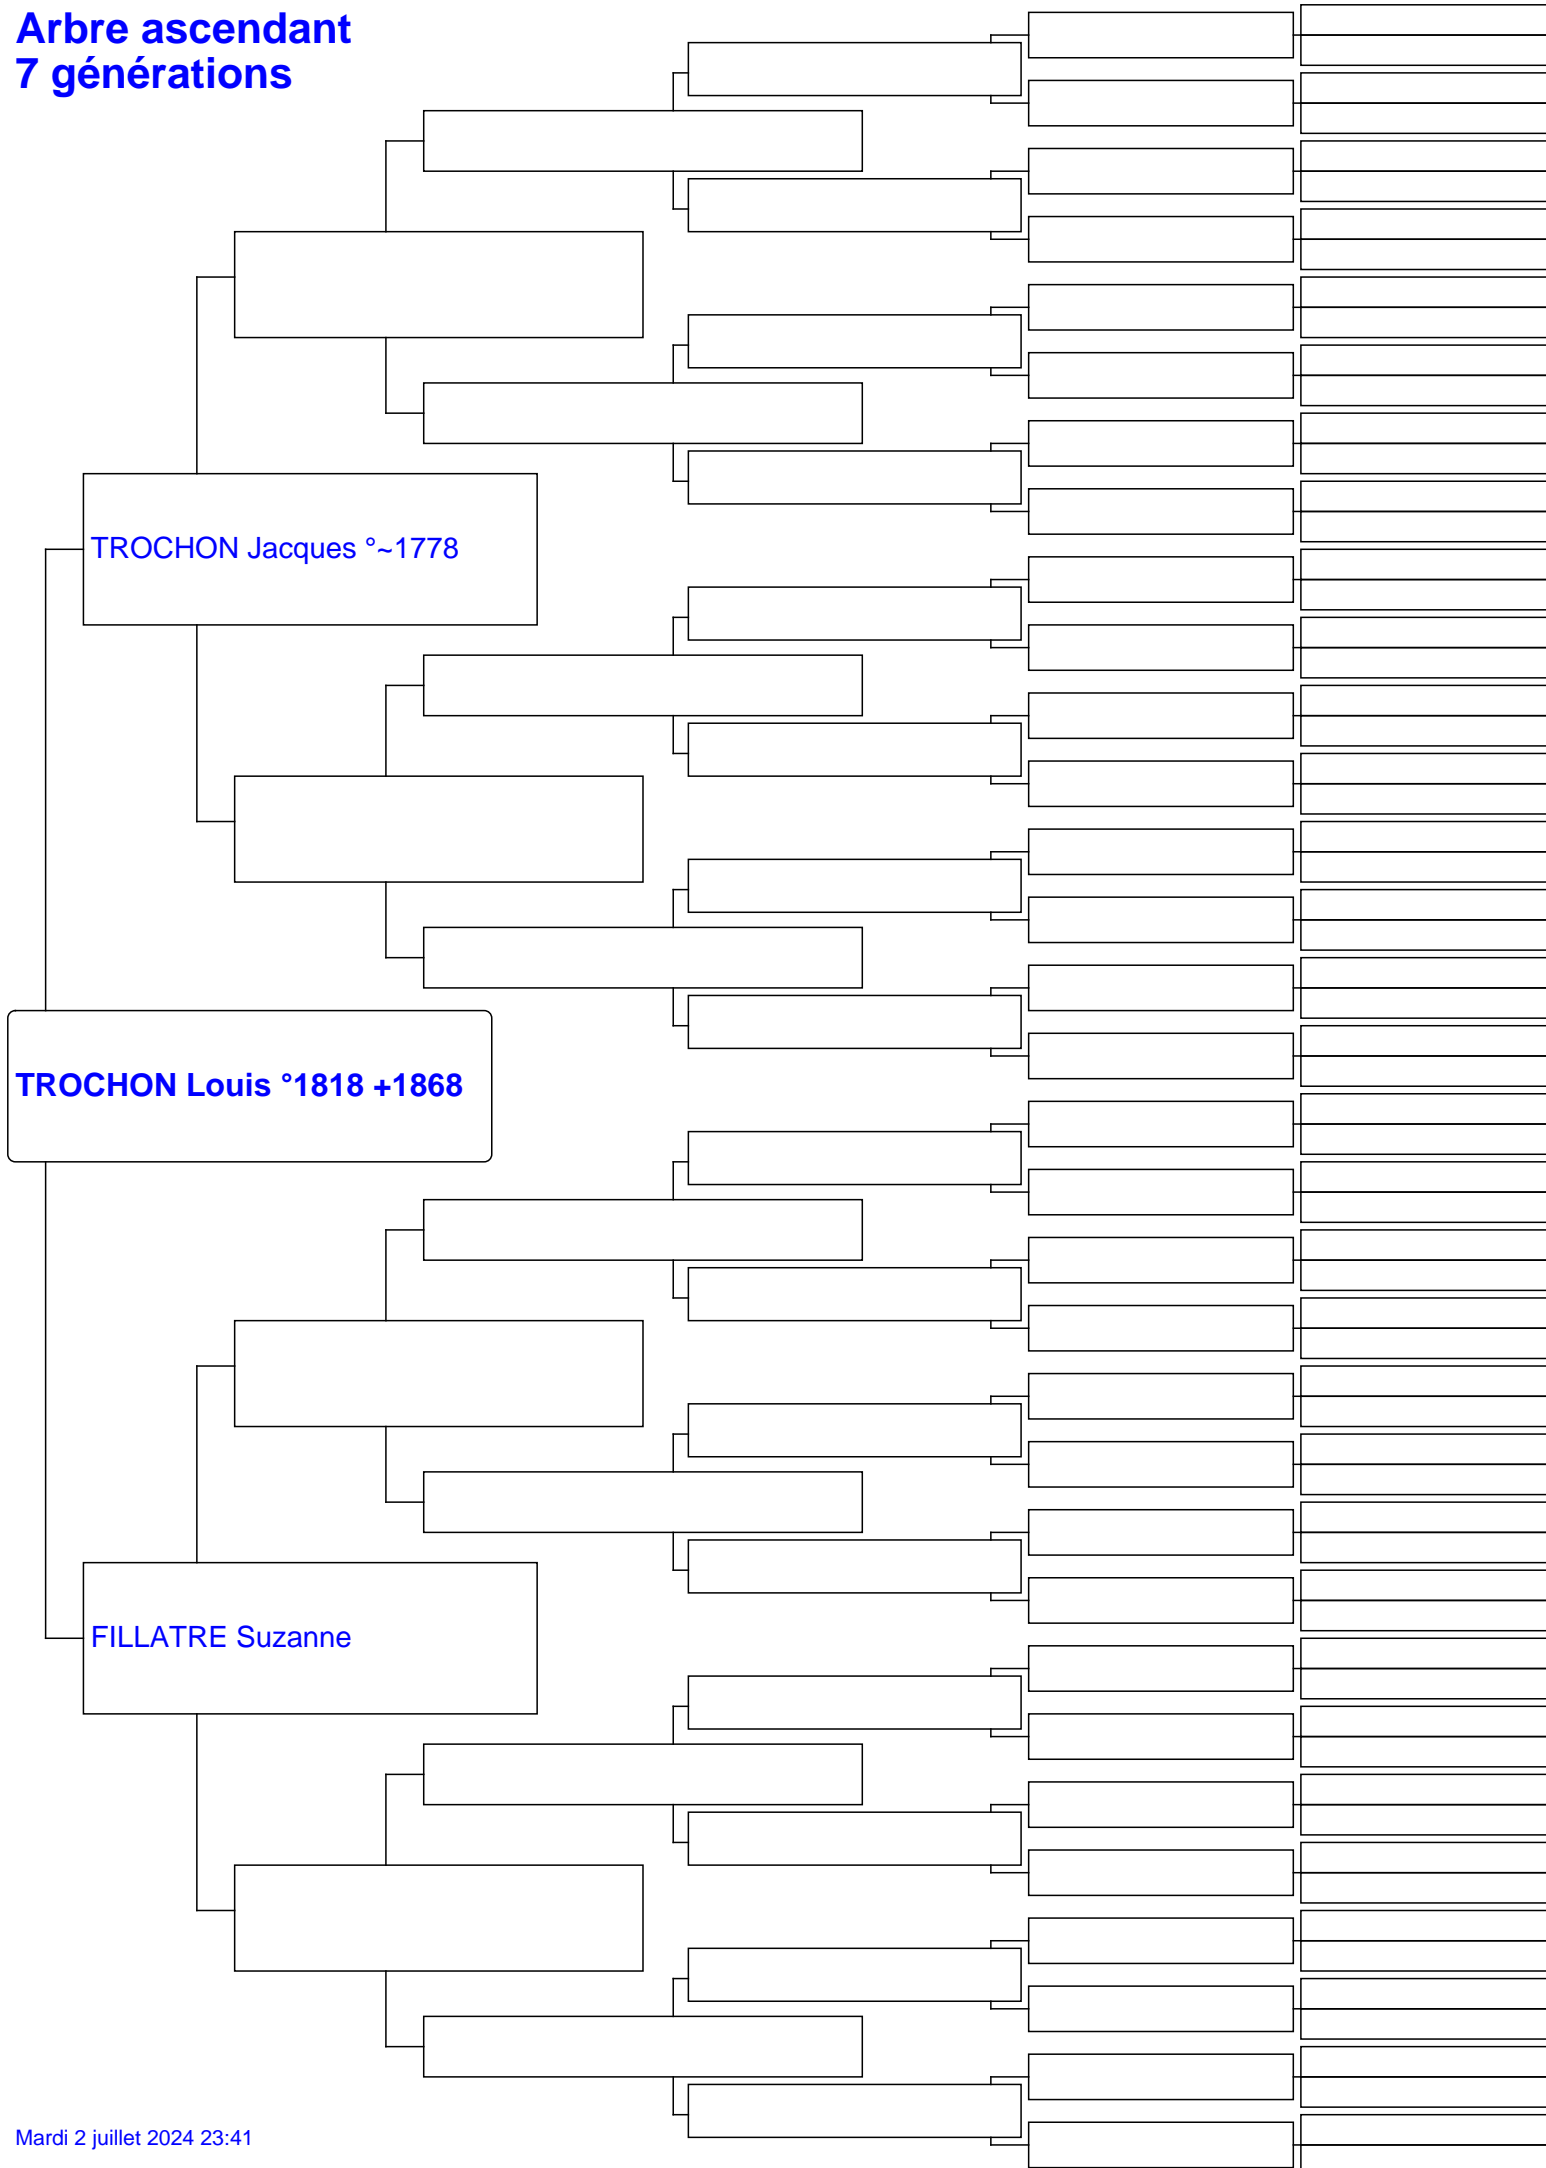 Arbre ascendant
7 générations
TROCHON Jacques °~1778
TROCHON Louis °1818 +1868
FILLATRE Suzanne
Mardi 2 juillet 2024 23:41